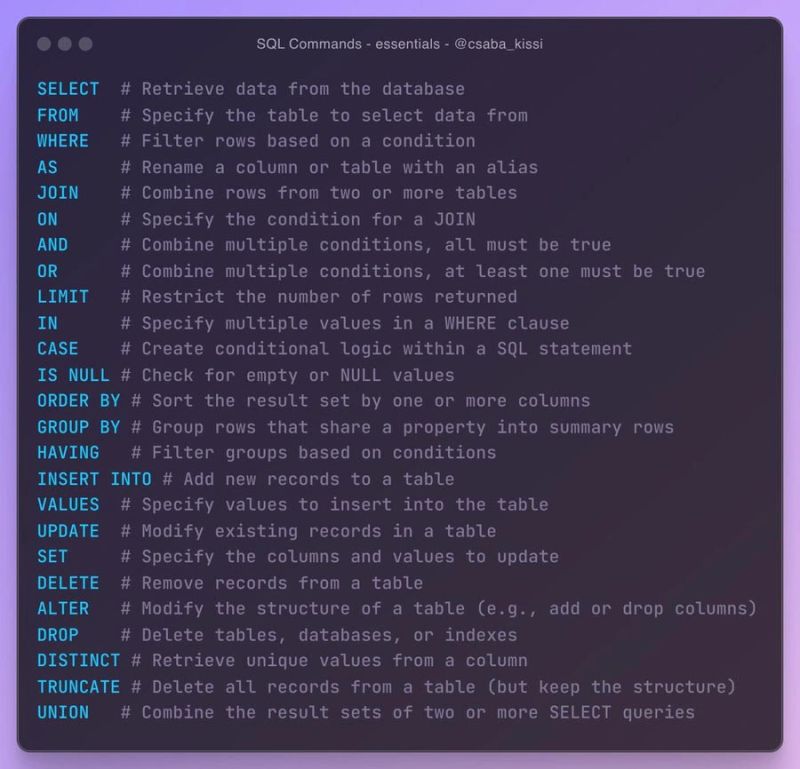 SQL Commands - essentials - @csaba_kissi
SELECT # Retrieve data from the database
FROM # Specify the table to select data from
WHERE # Filter rows based on a condition
AS # Rename a column or table with an alias
JOIN # Combine rows from two or more tables
ON # Specify the condition for a JOIN
AND # Combine multiple conditions, all must be true
OR # Combine multiple conditions, at least one must be true
LIMIT # Restrict the number of rows returned
IN # Specify multiple values in a WHERE clause
CASE # Create conditional logic within a SQL statement
IS NULL # Check for empty or NULL values
ORDER BY # Sort the result set by one or more columns
GROUP BY # Group rows that share a property into summary rows
HAVING # Filter groups based on conditions
INSERT INTO # Add new records to a table
VALUES # Specify values to insert into the table
UPDATE # Modify existing records in a table
SET # Specify the columns and values to update
DELETE # Remove records from a table
ALTER # Modify the structure of a table (e.g., add or drop columns)
DROP # Delete tables, databases, or indexes
DISTINCT # Retrieve unique values from a column
TRUNCATE # Delete all records from a table (but keep the structure)
UNION # Combine the result sets of two or more SELECT queries